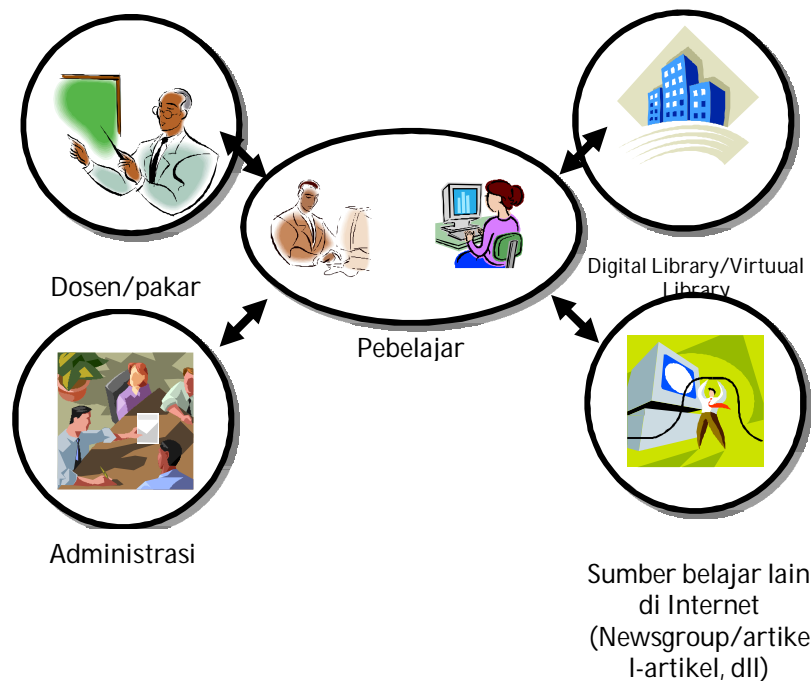 Dosen/pakar
Digital Library/Virtuual
Library
Pebelajar
Administrasi
Sumber belajar lain
di Internet
(Newsgroup/artike
l-artikel, dll)